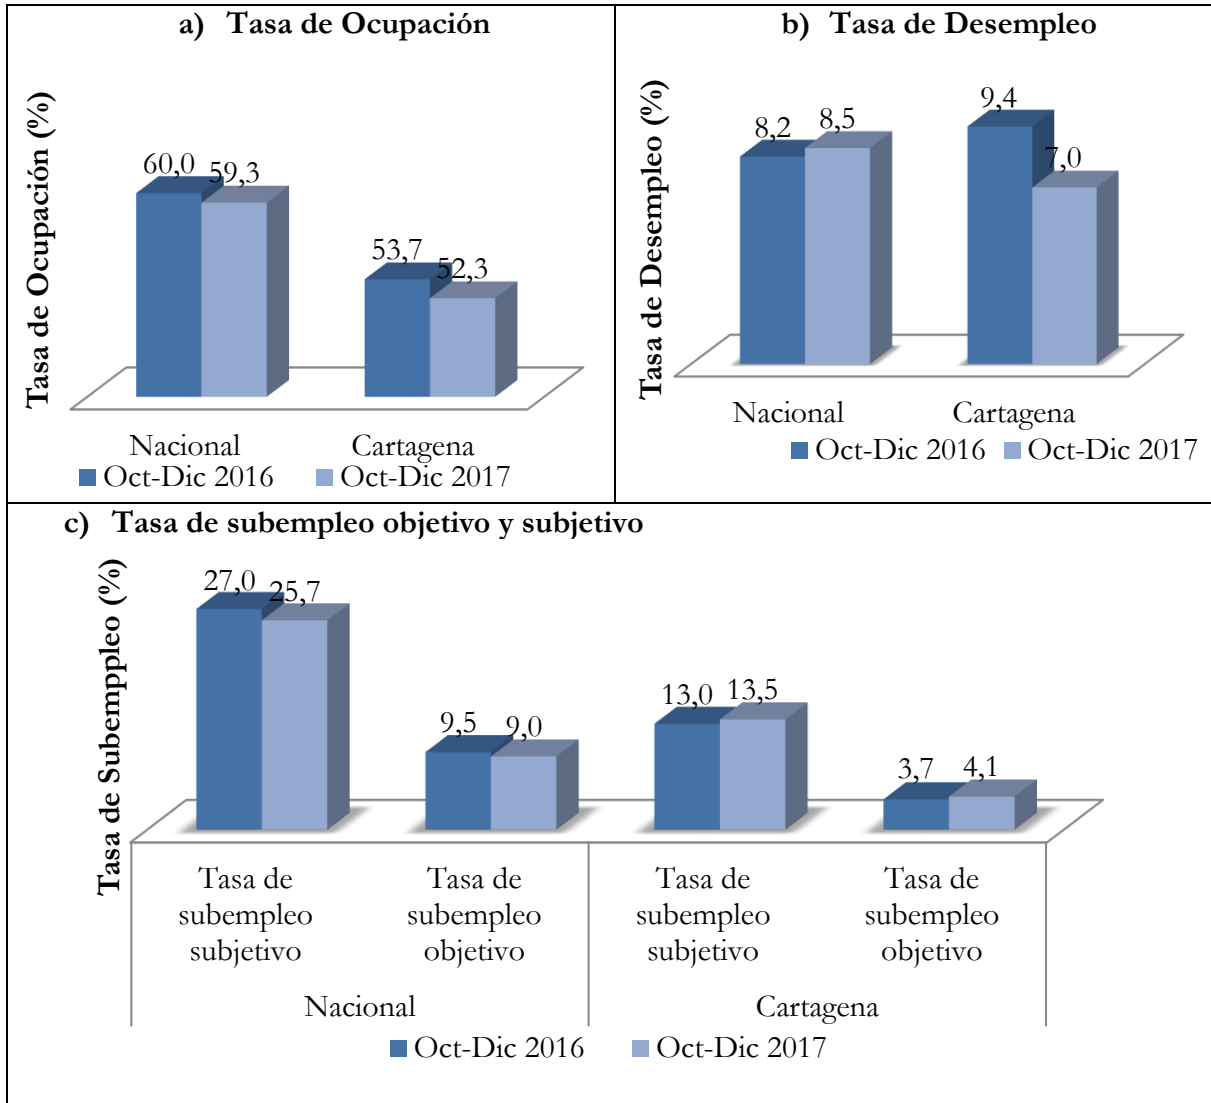 a) Tasa de Ocupación
Tasa de Ocupación (%)
60,0
59,3
53,7
52,3
Nacional
Cartagena
Oct-Dic 2016
Oct-Dic 2017
b) Tasa de Desempleo
Tasa de Desempleo (%)
8,2
8,5
9,4
7,0
Nacional
Cartagena
Oct-Dic 2016
Oct-Dic 2017
c) Tasa de subempleo objetivo y subjetivo
Tasa de Subemppleo (%)
27,0
25,7
9,5
9,0
13,0
13,5
3,7
4,1
Tasa de
subempleo
subjetivo
Tasa de
subempleo
objetivo
Tasa de
subempleo
subjetivo
Tasa de
subempleo
objetivo
Nacional
Cartagena
Oct-Dic 2016
Oct-Dic 2017